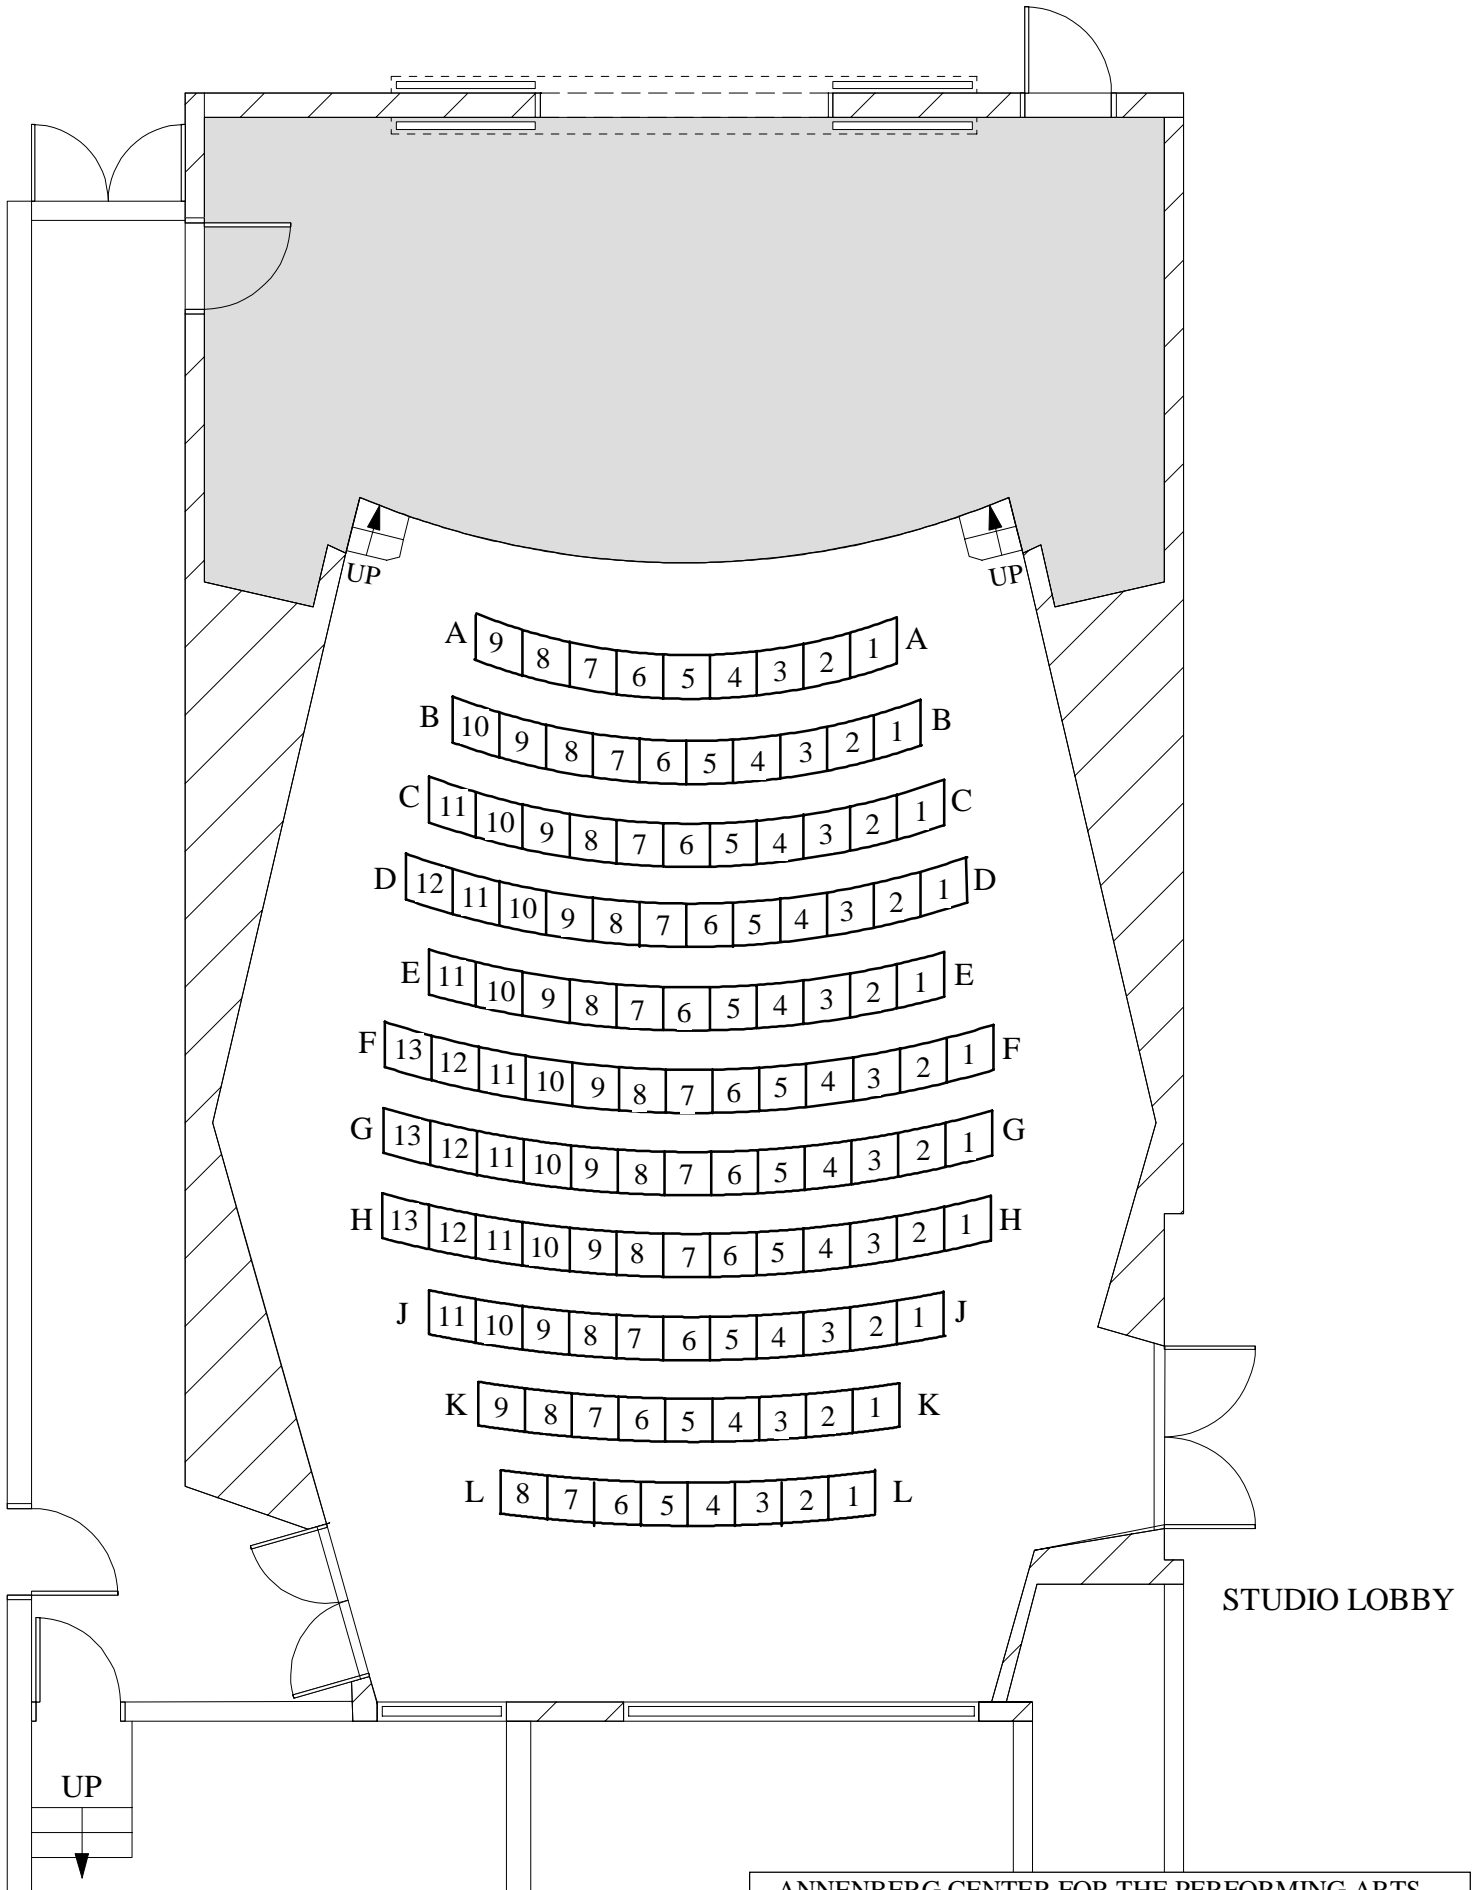 UP
UP
A 9 8 7 6 5 4 3 2 1 A
B 10 9 8 7 6 5 4 3 2 1 B
C 11 10 9 8 7 6 5 4 3 2 1 C
D 12 11 10 9 8 7 6 5 4 3 2 1 D
E 11 10 9 8 7 6 5 4 3 2 1 E
F 13 12 11 10 9 8 7 6 5 4 3 2 1 F
G 13 12 11 10 9 8 7 6 5 4 3 2 1 G
H 13 12 11 10 9 8 7 6 5 4 3 2 1 H
J 11 10 9 8 7 6 5 4 3 2 1 J
K 9 8 7 6 5 4 3 2 1 K
L 8 7 6 5 4 3 2 1 L
STUDIO LOBBY
UP
ANNENBERG CENTER FOR THE PERFORMING ARTS